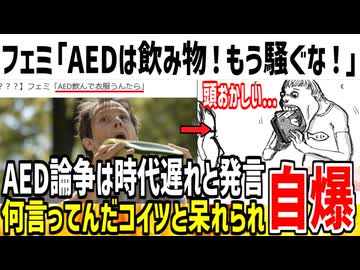 フェミ「AEDは飲み物！もう騒ぐな！」
???】フェミ「AED飲んで衣服うんたら」
頭おかしい...
AED論争は時代遅れと発言
何言ってんだコイツと呆れられ自爆